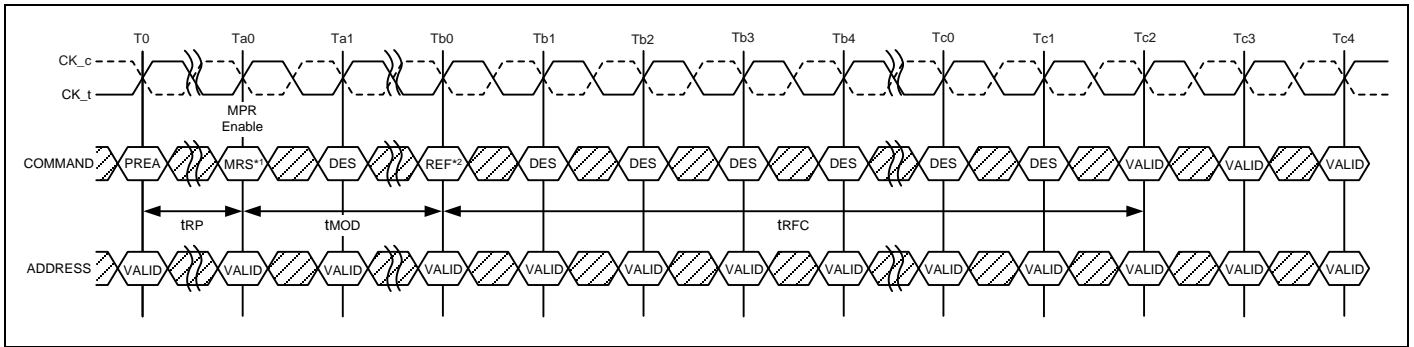 T0 Ta0 Ta1 Tb0 Tb1 Tb2 Tb3 Tb4 Tc0 Tc1 Tc2 Tc3 Tc4
CK_c
CK_t
MPR
Enable
COMMAND PREA MRS*1 DES REF*2 DES DES DES DES DES DES VALID VALID VALID
tRP tMOD tRFC
ADDRESS VALID VALID VALID VALID VALID VALID VALID VALID VALID VALID VALID VALID VALID